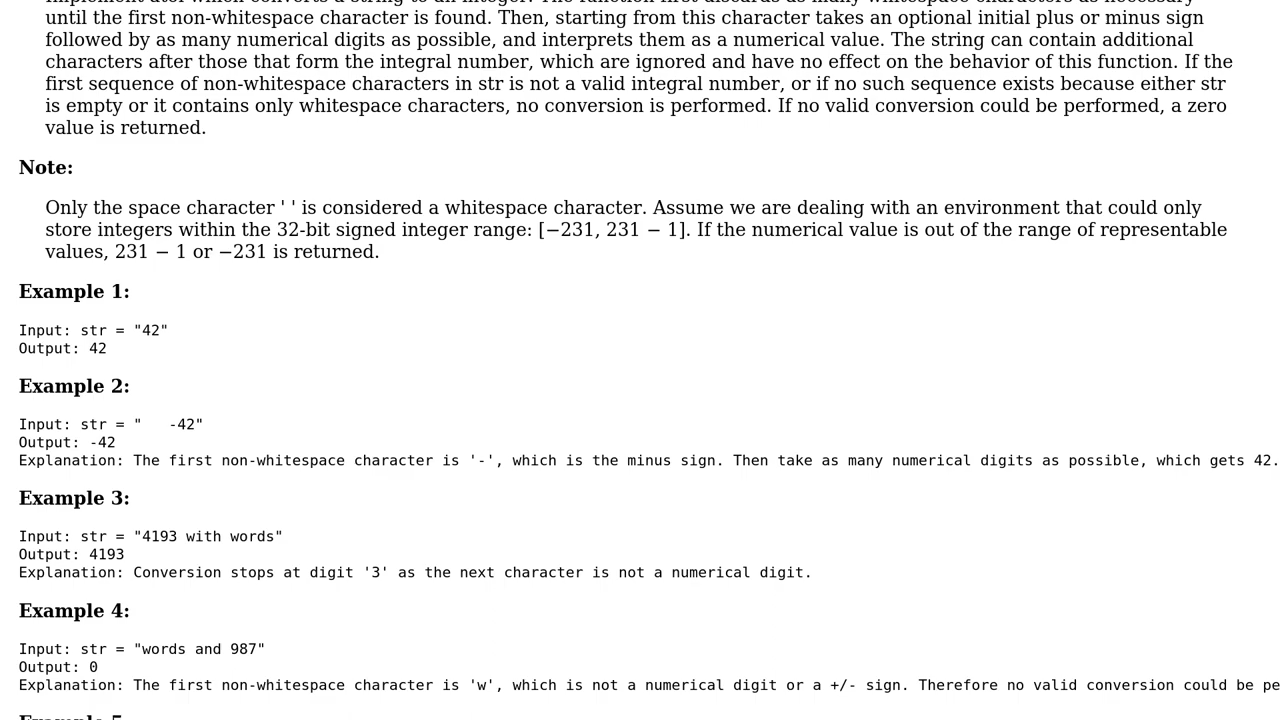 until the first non-whitespace character is found. Then, starting from this character takes an optional initial plus or minus sign
followed by as many numerical digits as possible, and interprets them as a numerical value. The string can contain additional
characters after those that form the integral number, which are ignored and have no effect on the behavior of this function. If the
first sequence of non-whitespace characters in str is not a valid integral number, or if no such sequence exists because either str
is empty or it contains only whitespace characters, no conversion is performed. If no valid conversion could be performed, a zero
value is returned.
Note:
Only the space character ' ' is considered a whitespace character. Assume we are dealing with an environment that could only
store integers within the 32-bit signed integer range: [−231, 231 − 1]. If the numerical value is out of the range of representable
values, 231 − 1 or −231 is returned.
Example 1:
Input: str = "42"
Output: 42
Example 2:
Input: str = "   -42"
Output: -42
Explanation: The first non-whitespace character is '-', which is the minus sign. Then take as many numerical digits as possible, which gets 42.
Example 3:
Input: str = "4193 with words"
Output: 4193
Explanation: Conversion stops at digit '3' as the next character is not a numerical digit.
Example 4:
Input: str = "words and 987"
Output: 0
Explanation: The first non-whitespace character is 'w', which is not a numerical digit or a +/- sign. Therefore no valid conversion could be pe